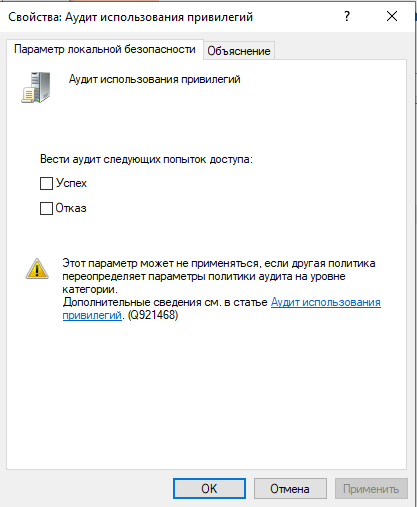 Свойства: Аудит использования привилегий
Параметр локальной безопасности
Объяснение
Аудит использования привилегий
Вести аудит следующих попыток доступа:
Успех
Отказ
Этот параметр может не применяться, если другая политика
переопределяет параметры политики аудита на уровне
категории.
Дополнительные сведения см. в статье Аудит использования
привилегий. (Q921468)
ОК
Отмена
Применить